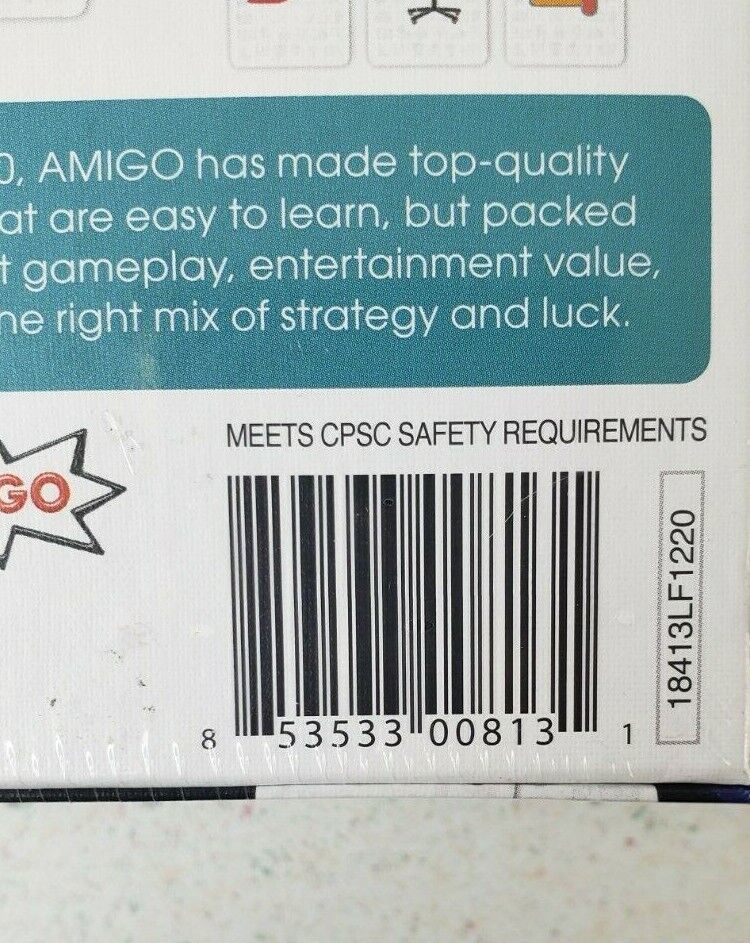 0, AMIGO has made top-quality
at are easy to learn, but packed
t gameplay, entertainment value,
he right mix of strategy and luck.
MEETS CPSC SAFETY REQUIREMENTS
GO
18413LF1220
8 53533 00813 1